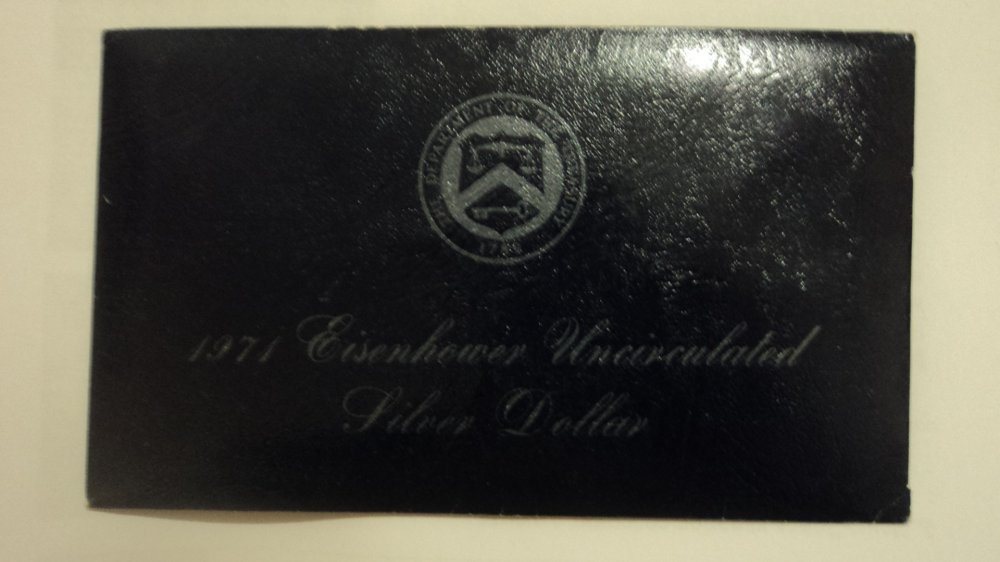 THE DEPARTMENT OF THE TREASURY
1789
1971 Eisenhower Uncirculated
Silver Dollar